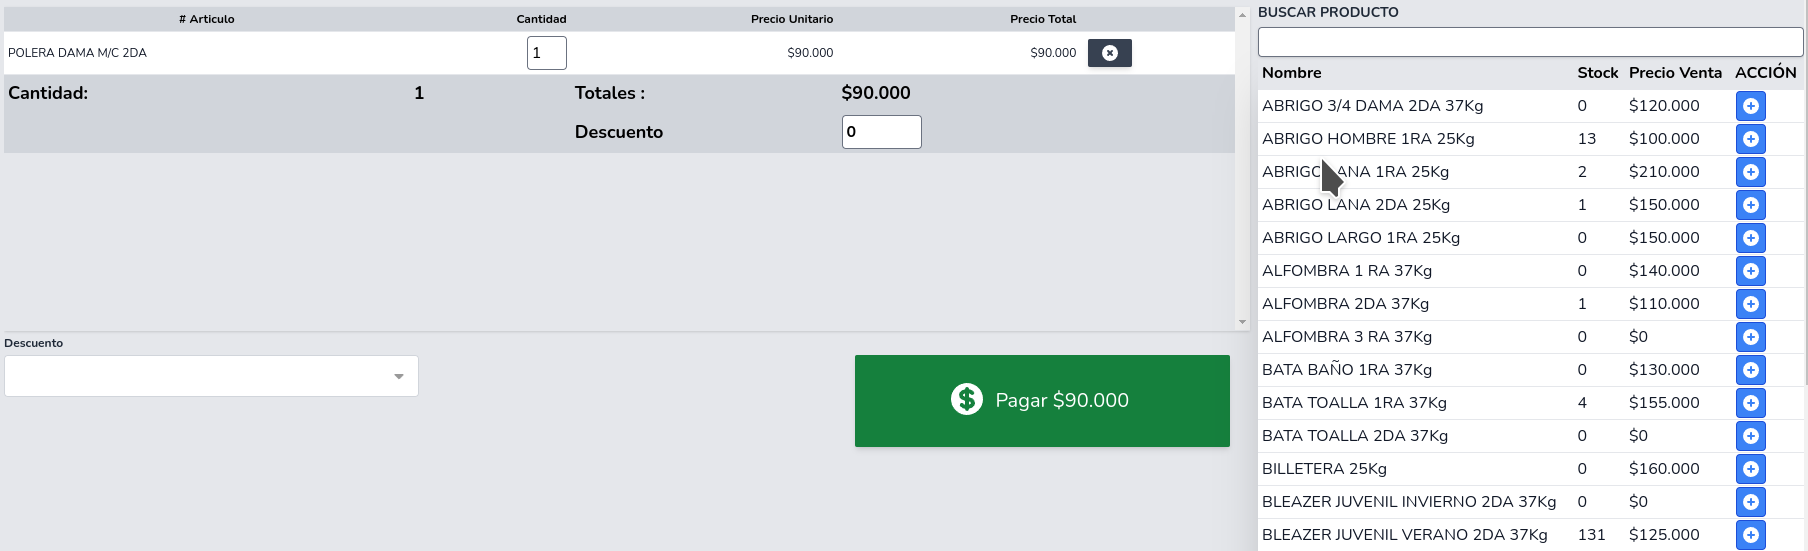 # Articulo Cantidad Precio Unitario Precio Total
POLERA DAMA M/C 2DA 1 $90.000 $90.000
Cantidad: 1 Totales : $90.000
Descuento 0
Descuento
Pagar $90.000
BUSCAR PRODUCTO
Nombre Stock Precio Venta ACCIÓN
ABRIGO 3/4 DAMA 2DA 37Kg 0 $120.000
ABRIGO HOMBRE 1RA 25Kg 13 $100.000
ABRIGO LANA 1RA 25Kg 2 $210.000
ABRIGO LANA 2DA 25Kg 1 $150.000
ABRIGO LARGO 1RA 25Kg 0 $150.000
ALFOMBRA 1 RA 37Kg 0 $140.000
ALFOMBRA 2DA 37Kg 1 $110.000
ALFOMBRA 3 RA 37Kg 0 $0
BATA BAÑO 1RA 37Kg 0 $130.000
BATA TOALLA 1RA 37Kg 4 $155.000
BATA TOALLA 2DA 37Kg 0 $0
BILLETERA 25Kg 0 $160.000
BLEAZER JUVENIL INVIERNO 2DA 37Kg 0 $0
BLEAZER JUVENIL VERANO 2DA 37Kg 131 $125.000